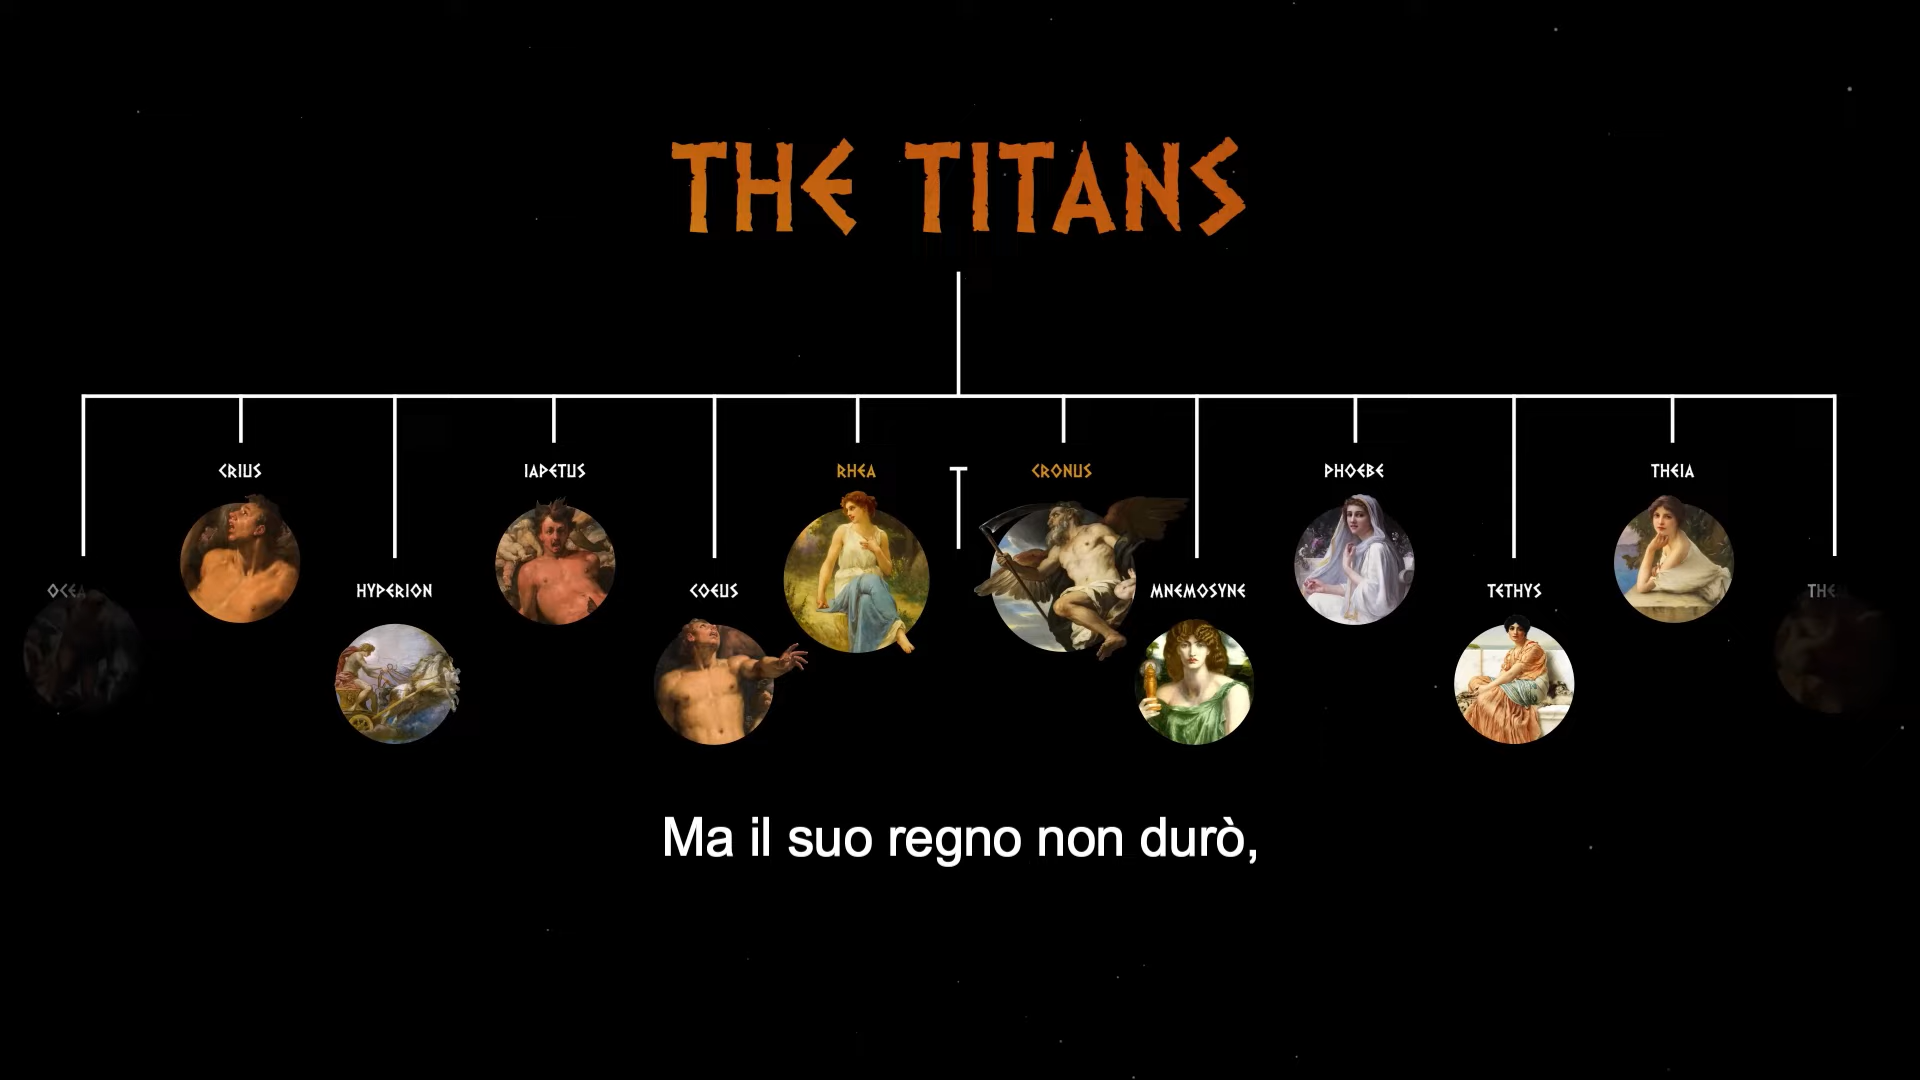 THE TITANS
CRIUS
IAPETUS
RHEA
CRONUS
PHOEBE
THEIA
HYPERION
COEUS
MNEMOSYNE
TETHYS
Ma il suo regno non durò,